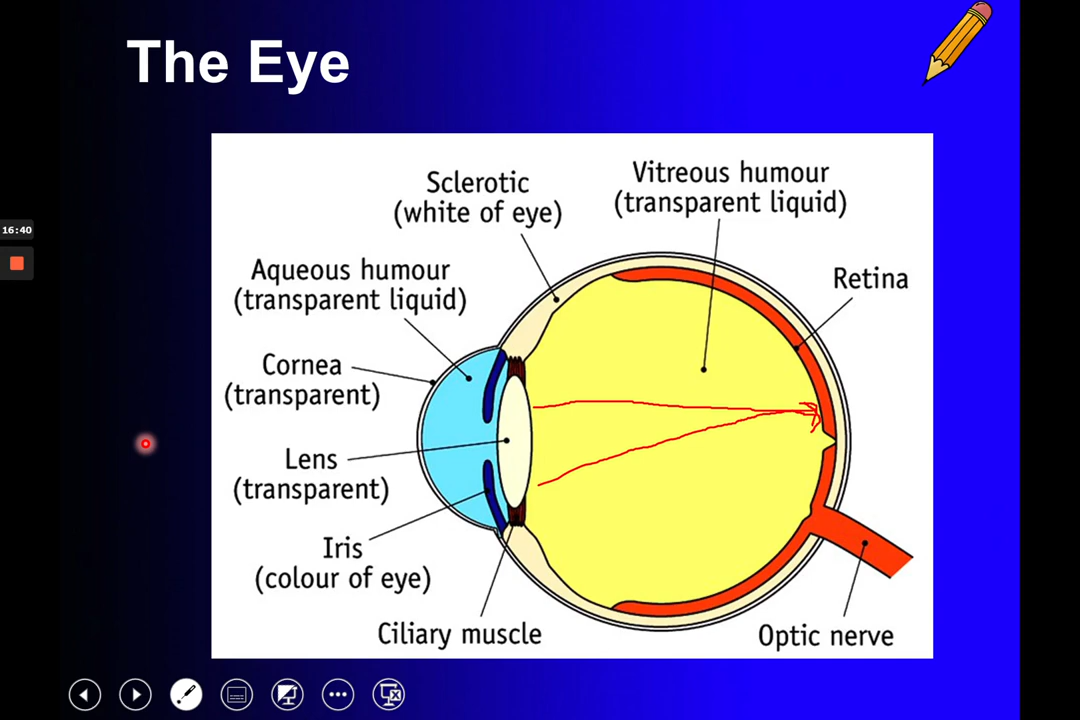 The Eye
16:40
Sclerotic
(white of eye)
Vitreous humour
(transparent liquid)
Aqueous humour
(transparent liquid)
Retina
Cornea
(transparent)
Lens
(transparent)
Iris
(colour of eye)
Ciliary muscle
Optic nerve